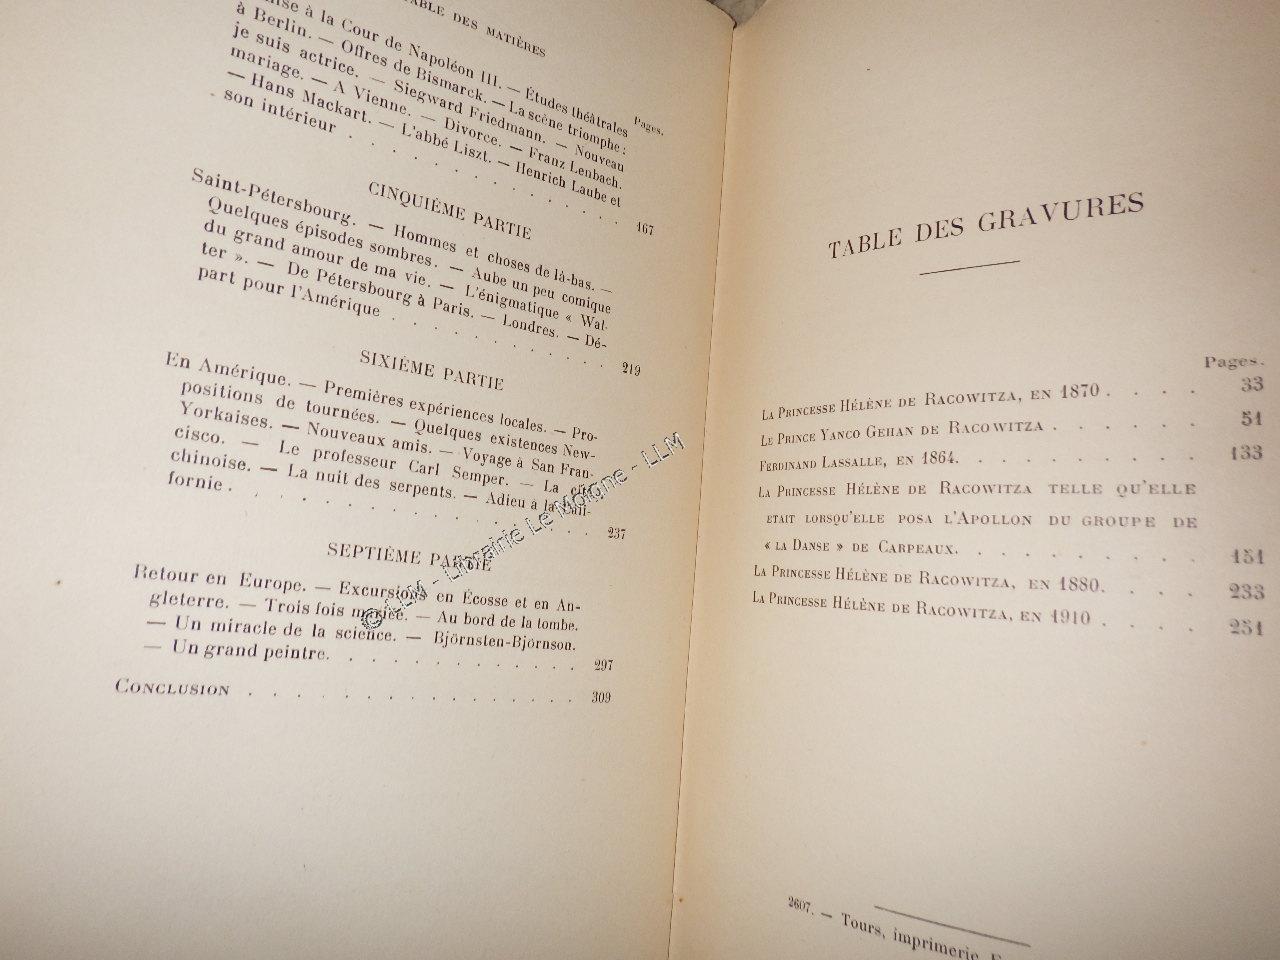 TABLE DES MATIÈRES
Pages.
à la Cour de Napoléon III. — Études théâtrales
à Berlin. — Offres de Bismarck. — La scène triomphe :
je suis actrice. — Siegward Friedmann. — Nouveau
mariage. — A Vienne. — Divorce. — Franz Lenbach.
— Hans Mackart. — L'abbé Liszt. — Henrich Laube et
son intérieur . . . . . . . . . . . . 167
CINQUIÈME PARTIE
Saint-Pétersbourg. — Hommes et choses de là-bas. —
Quelques épisodes sombres. — Aube un peu comique
du grand amour de ma vie. — L'énigmatique « Wal-
ter ». — De Pétersbourg à Paris. — Londres. — Dé-
part pour l'Amérique . . . . . . . . . . . 219
SIXIÈME PARTIE
En Amérique. — Premières expériences locales. — Pro-
positions de tournées. — Quelques existences New-
Yorkaises. — Nouveaux amis. — Voyage à San Fran-
cisco. — Le professeur Carl Semper. — La
chinoise. — La nuit des serpents. — Adieu à la Cali-
fornie . . . . . . . . . . . . . . 237
SEPTIÈME PARTIE
Retour en Europe. — Excursions en Écosse et en An-
gleterre. — Trois fois mariée. — Au bord de la tombe.
— Un miracle de la science. — Björnsten-Björnson.
— Un grand peintre. . . . . . . . . . . . 297
CONCLUSION . . . . . . . . . . . . . 309
© LLM - Librairie Le Moigne - LLM
TABLE DES GRAVURES
Pages.
LA PRINCESSE HÉLÈNE DE RACOWITZA, EN 1870 . . . . 33
LE PRINCE YANCO GEHAN DE RACOWITZA . . . . . . 51
FERDINAND LASSALLE, EN 1864. . . . . . . . . . 133
LA PRINCESSE HÉLÈNE DE RACOWITZA TELLE QU'ELLE
ETAIT LORSQU'ELLE POSA L'APOLLON DU GROUPE DE
« LA DANSE » DE CARPEAUX. . . . . . . . . . 151
LA PRINCESSE HÉLÈNE DE RACOWITZA, EN 1880. . . . . 233
LA PRINCESSE HÉLÈNE DE RACOWITZA, EN 1910 . . . . 251
2607. — Tours, imprimerie